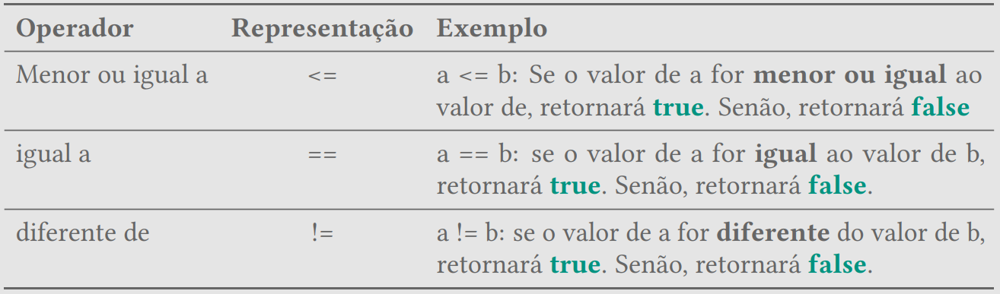 Operador Representação Exemplo
Menor ou igual a <= a <= b: Se o valor de a for menor ou igual ao
valor de, retornará true. Senão, retornará false
igual a == a == b: se o valor de a for igual ao valor de b,
retornará true. Senão, retornará false.
diferente de != a != b: se o valor de a for diferente do valor de b,
retornará true. Senão, retornará false.